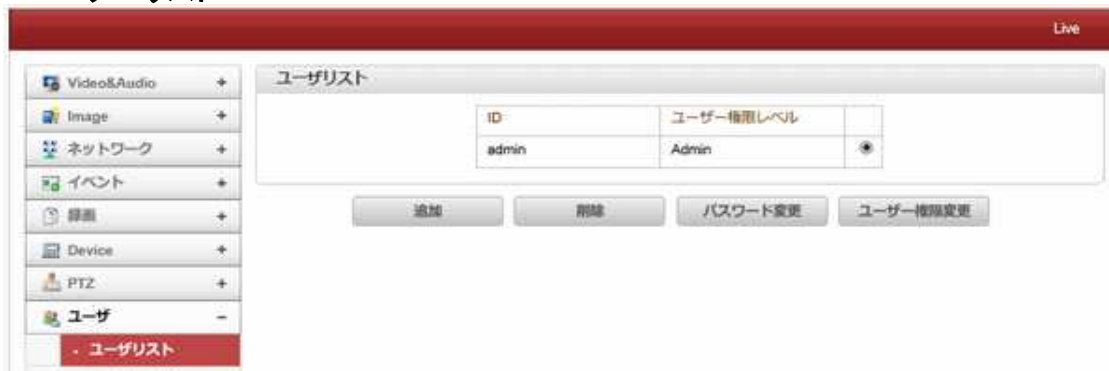 Live
Video&Audio +
Image +
ネットワーク +
イベント +
録画 +
Device +
PTZ +
ユーザ -
・ユーザリスト
ユーザリスト
ID ユーザー権限レベル
admin Admin
追加 削除 パスワード変更 ユーザー権限変更